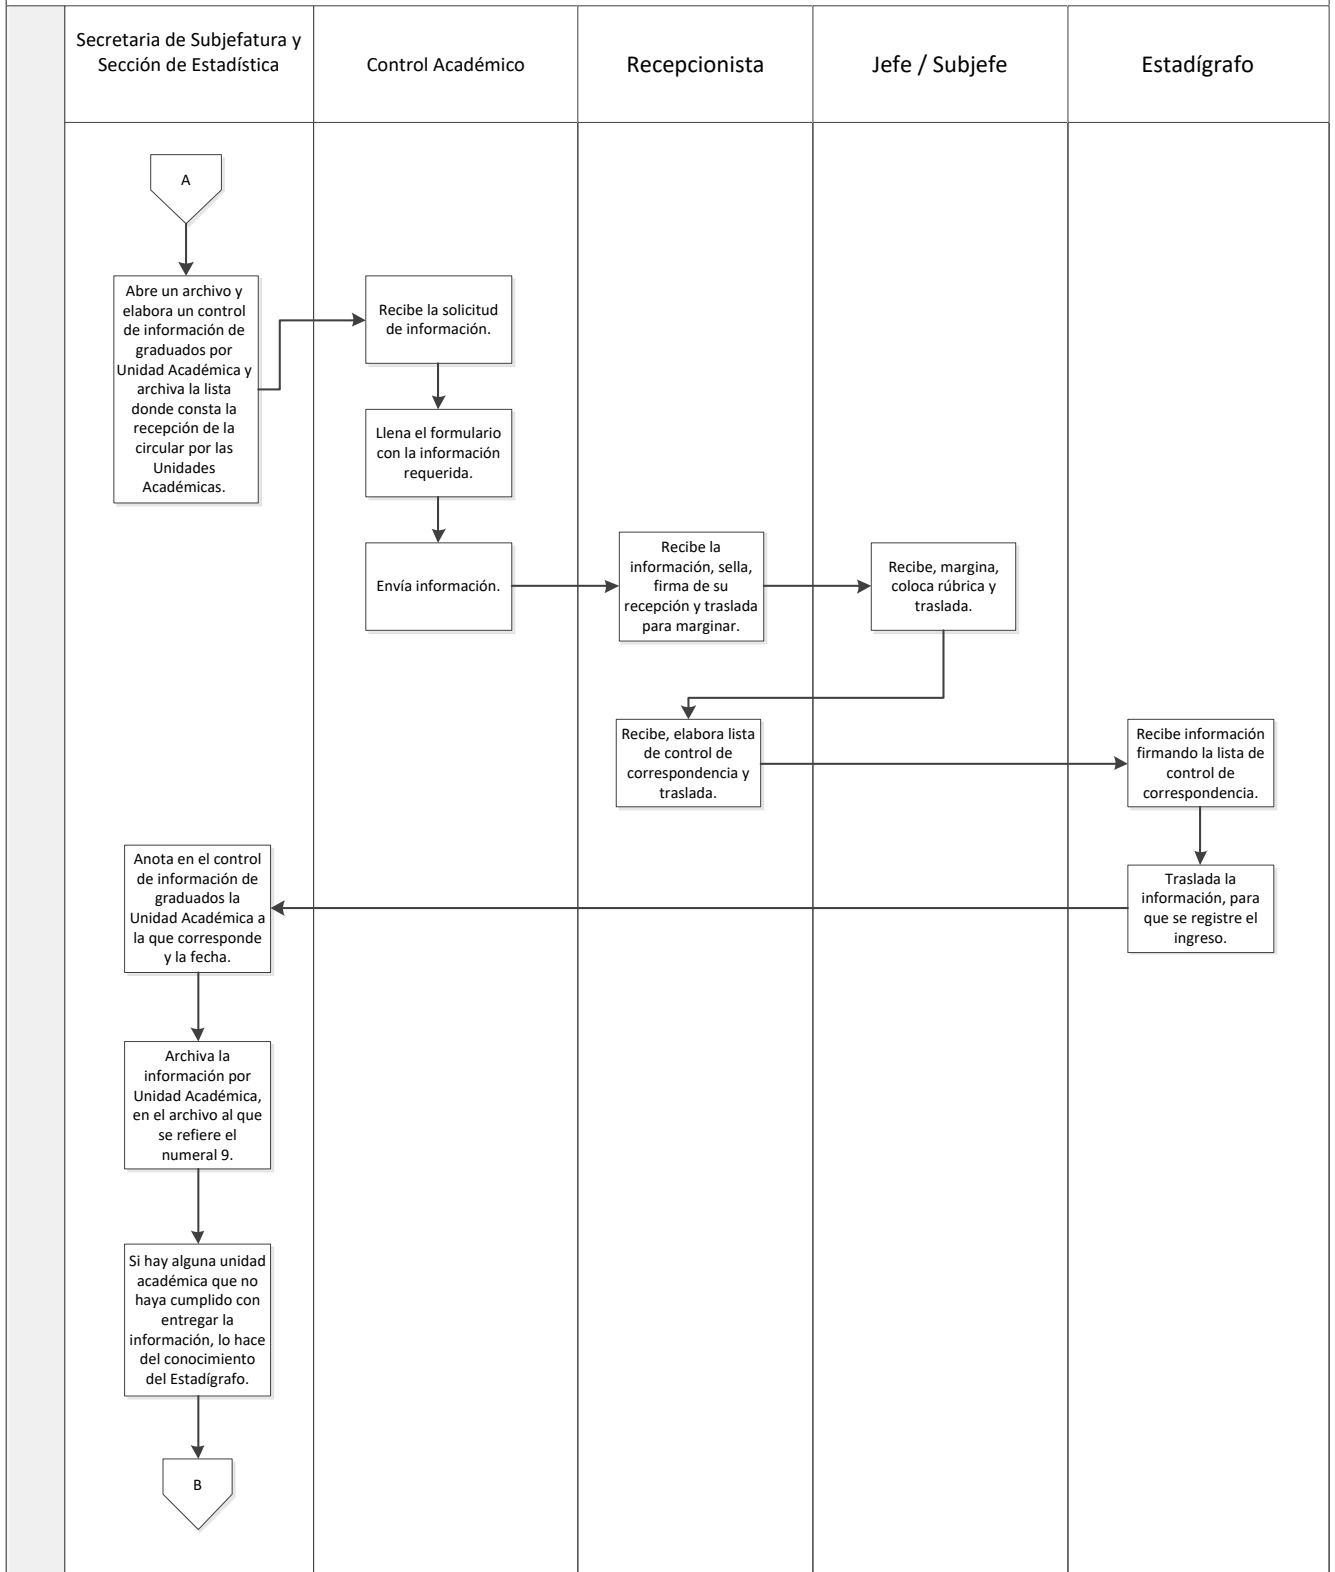 Secretaria de Subjefatura y
Sección de Estadística
Control Académico
Recepcionista
Jefe / Subjefe
Estadígrafo
A
Abre un archivo y
elabora un control
de información de
graduados por
Unidad Académica y
archiva la lista
donde consta la
recepción de la
circular por las
Unidades
Académicas.
Recibe la solicitud
de información.
Llena el formulario
con la información
requerida.
Envía información.
Recibe la
información, sella,
firma de su
recepción y traslada
para marginar.
Recibe, margina,
coloca rúbrica y
traslada.
Recibe, elabora lista
de control de
correspondencia y
traslada.
Recibe información
firmando la lista de
control de
correspondencia.
Traslada la
información, para
que se registre el
ingreso.
Anota en el control
de información de
graduados la
Unidad Académica a
la que corresponde
y la fecha.
Archiva la
información por
Unidad Académica,
en el archivo al que
se refiere el
numeral 9.
Si hay alguna unidad
académica que no
haya cumplido con
entregar la
información, lo hace
del conocimiento
del Estadígrafo.
B